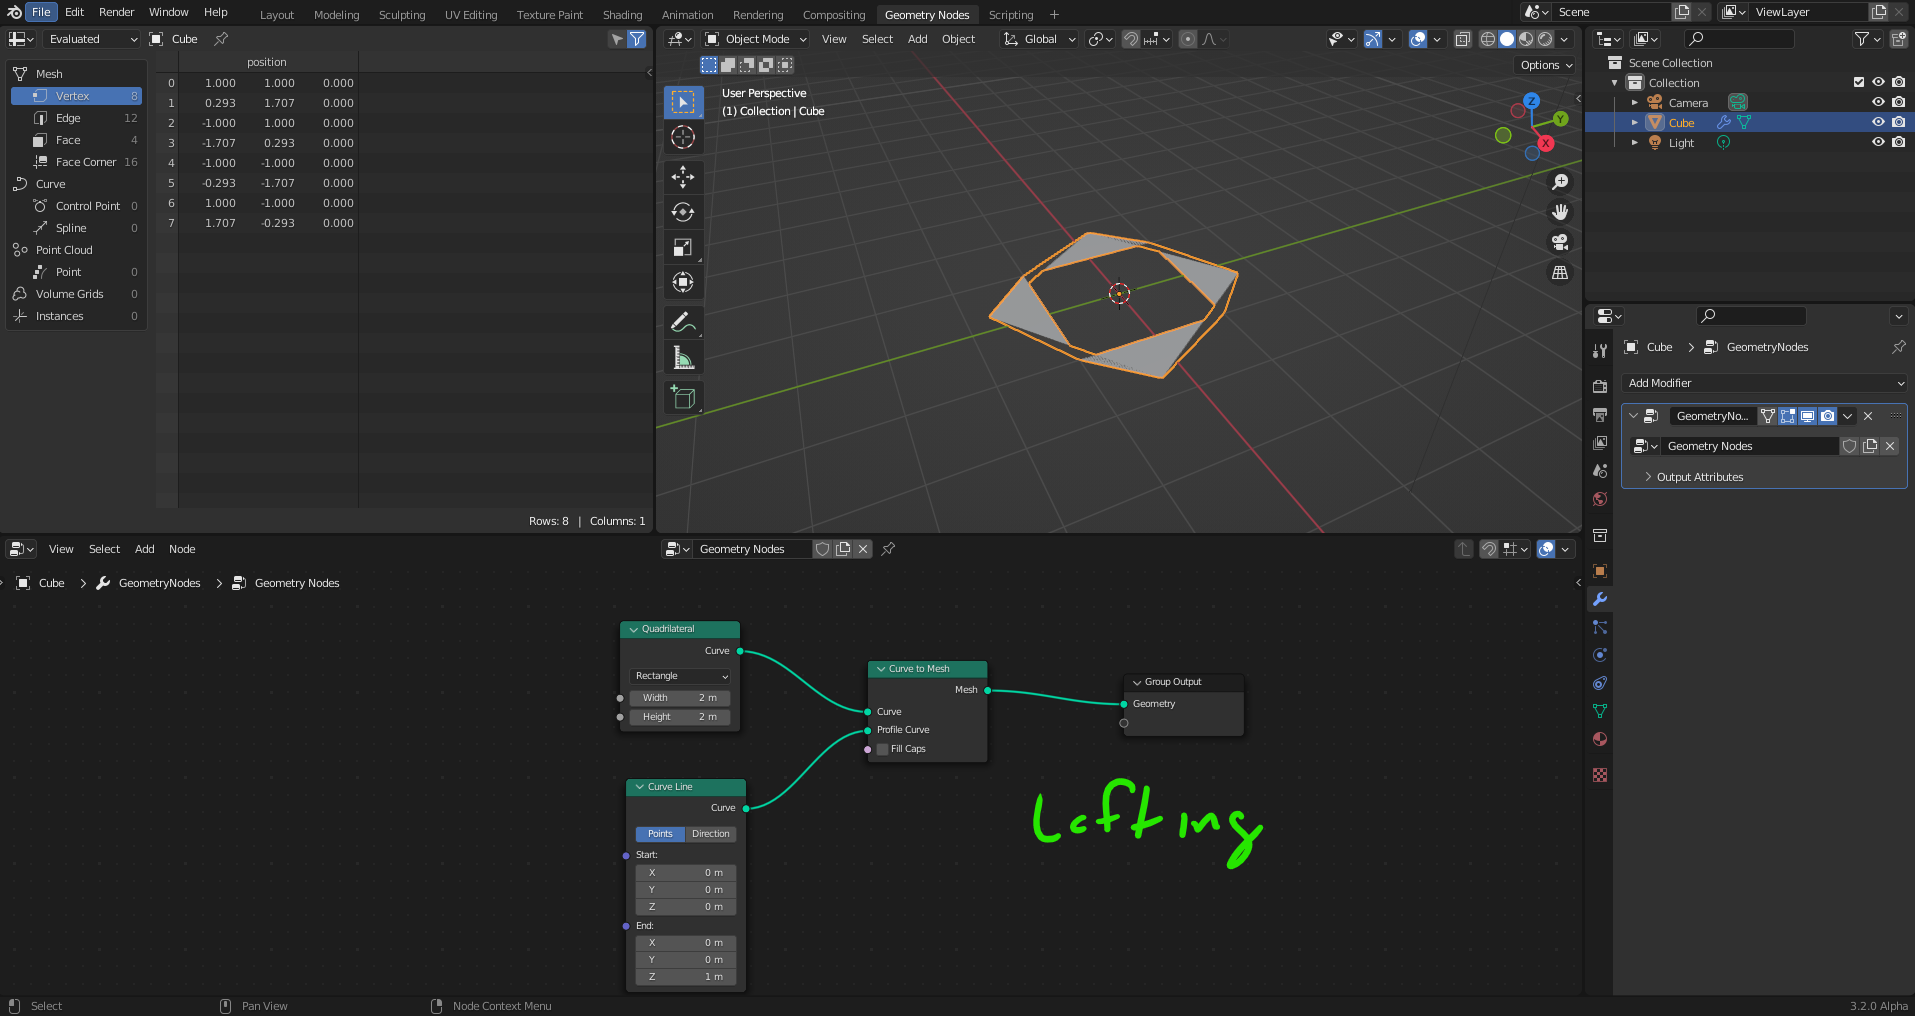 File Edit Render Window Help Layout Modeling Sculpting UV Editing Texture Paint Shading Animation Rendering Compositing Geometry Nodes Scripting + Scene ViewLayer
Evaluated Cube
position
Mesh
Vertex 8
Edge 12
Face 4
Face Corner 16
Curve
Control Point 0
Spline 0
Point Cloud
Point 0
Volume Grids 0
Instances 0
0 1.000 1.000 0.000
1 0.293 1.707 0.000
2 -1.000 1.000 0.000
3 -1.707 0.293 0.000
4 -1.000 -1.000 0.000
5 -0.293 -1.707 0.000
6 1.000 -1.000 0.000
7 1.707 -0.293 0.000
Rows: 8 | Columns: 1
Object Mode View Select Add Object Global
Options
User Perspective
(1) Collection | Cube
Z
Y
X
Scene Collection
Collection
Camera
Cube
Light
Cube GeometryNodes
Add Modifier
GeometryNo...
Geometry Nodes
Output Attributes
View Select Add Node Geometry Nodes
Cube GeometryNodes Geometry Nodes
Quadrilateral
Curve
Rectangle
Width 2 m
Height 2 m
Curve Line
Curve
Points Direction
Start:
X 0 m
Y 0 m
Z 0 m
End:
X 0 m
Y 0 m
Z 1 m
Curve to Mesh
Mesh
Curve
Profile Curve
Fill Caps
Group Output
Geometry
Lofting
Select Pan View Node Context Menu 3.2.0 Alpha